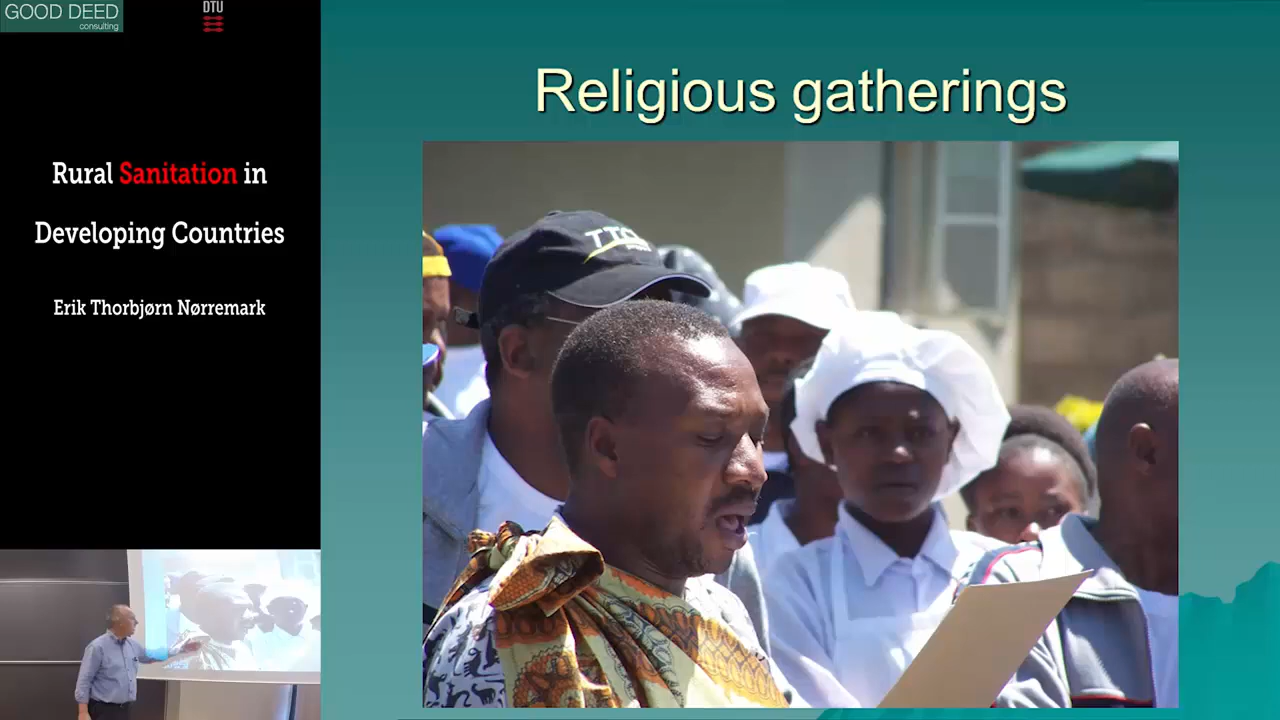 GOOD DEED
consulting
DTU
Rural Sanitation in
Developing Countries
Erik Thorbjørn Nørremark
Religious gatherings